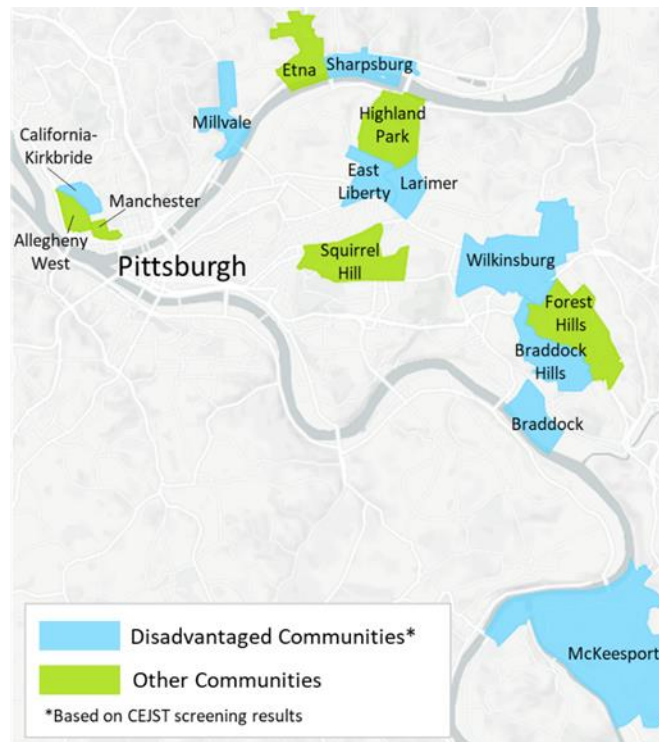 Etna
Sharpsburg
Millvale
Highland
Park
California-
Kirkbride
East
Liberty
Larimer
Manchester
Allegheny
West
Pittsburgh
Squirrel
Hill
Wilkinsburg
Forest
Hills
Braddock
Hills
Braddock
McKeesport
Disadvantaged Communities*
Other Communities
*Based on CEJST screening results